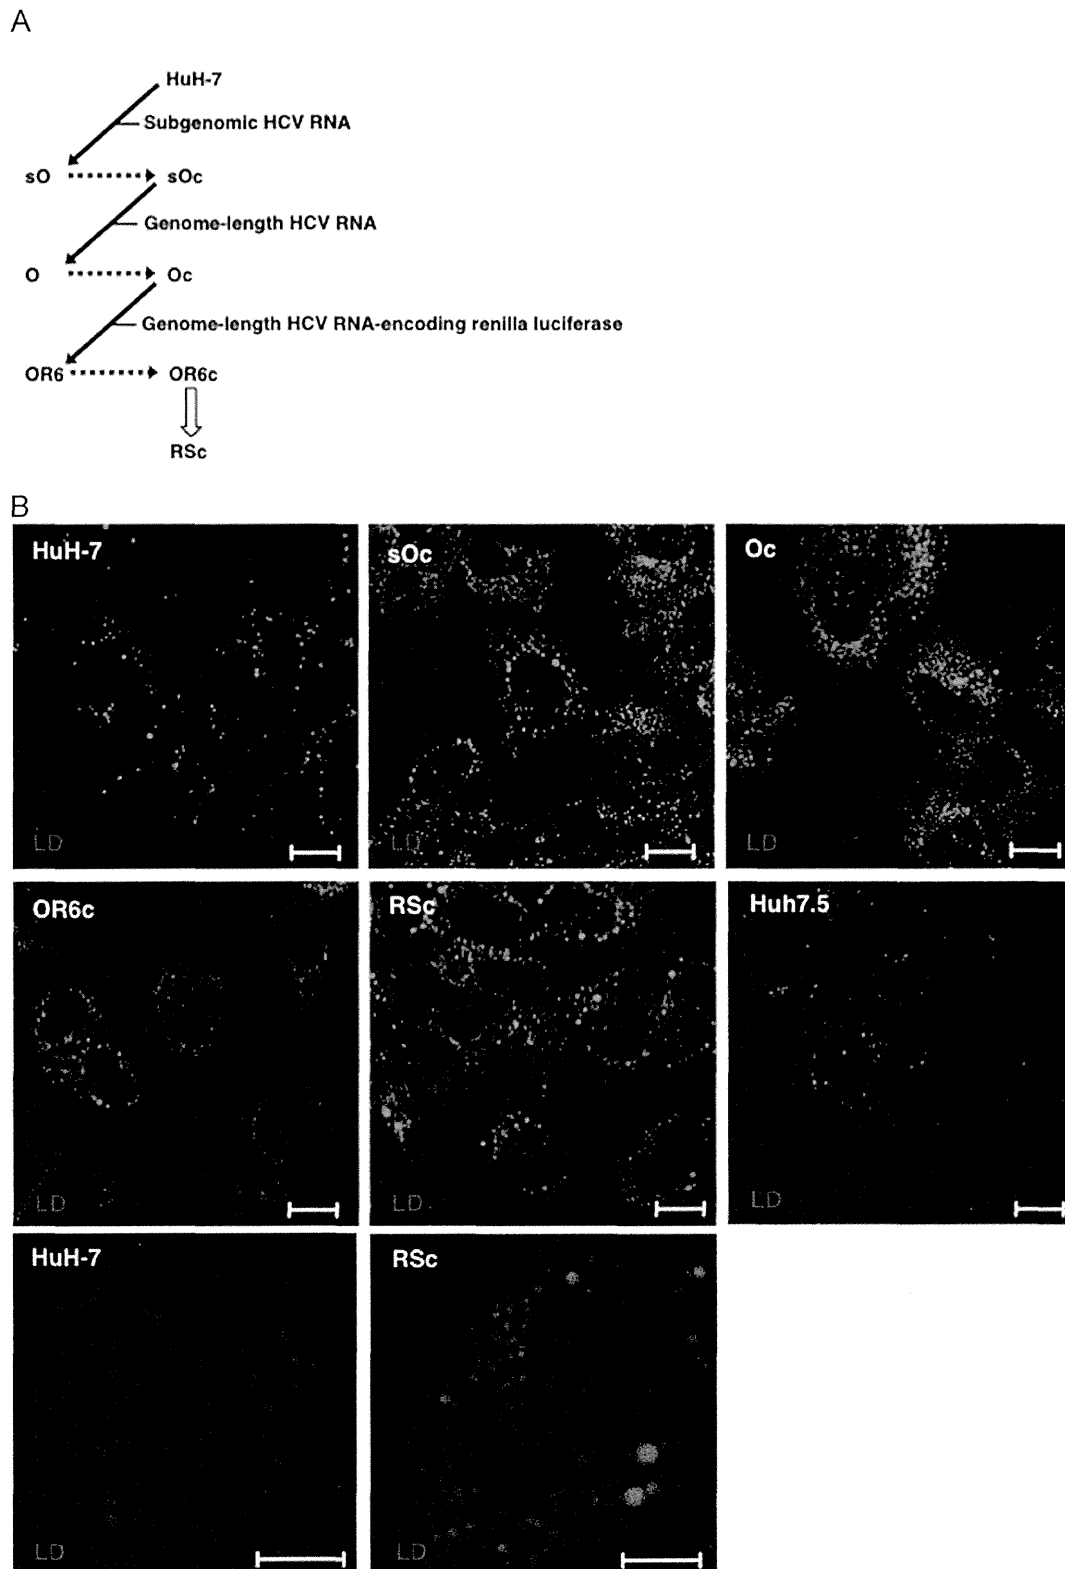 A
HuH-7
Subgenomic HCV RNA
sO
sOc
Genome-length HCV RNA
O
Oc
Genome-length HCV RNA-encoding renilla luciferase
OR6
OR6c
RSc
B
HuH-7
sOc
Oc
LD
LD
OR6c
RSc
Huh7.5
LD
LD
HuH-7
RSc
LD
LD